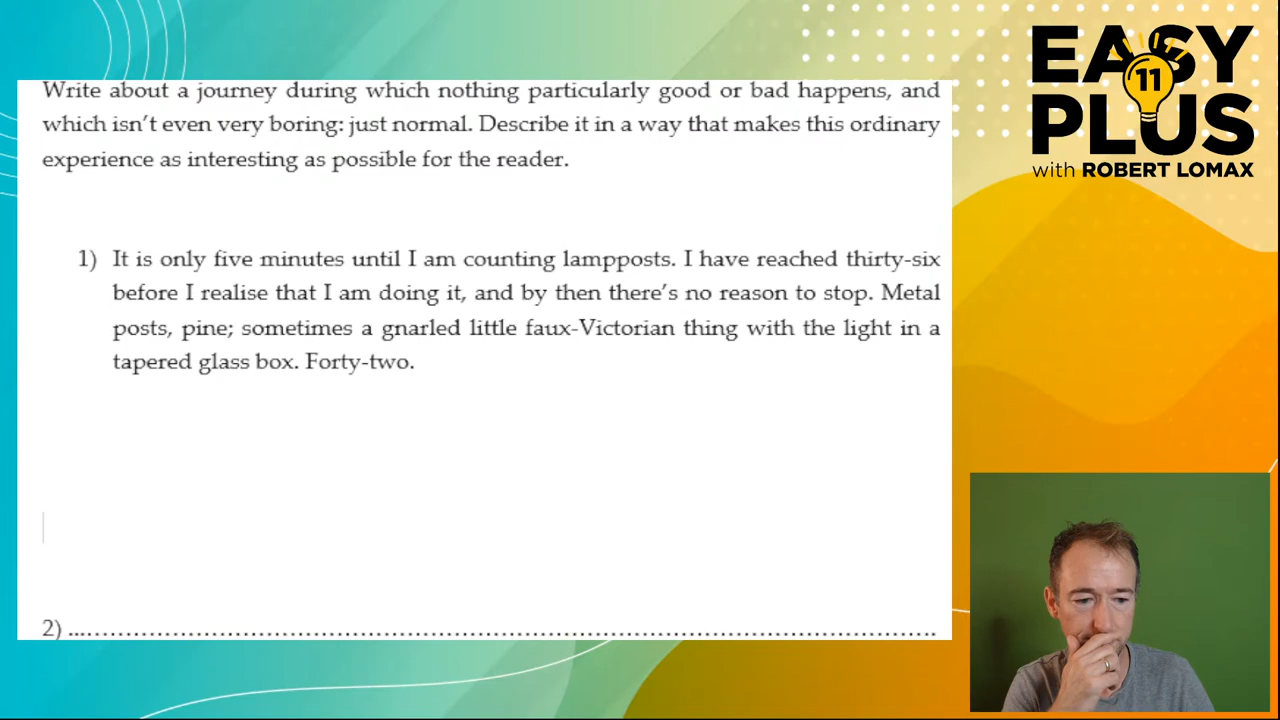 Write about a journey during which nothing particularly good or bad happens, and
which isn't even very boring: just normal. Describe it in a way that makes this ordinary
experience as interesting as possible for the reader.
1) It is only five minutes until I am counting lampposts. I have reached thirty-six
before I realise that I am doing it, and by then there's no reason to stop. Metal
posts, pine; sometimes a gnarled little faux-Victorian thing with the light in a
tapered glass box. Forty-two.
2) ................................................................................
EASY
11
PLUS
with ROBERT LOMAX